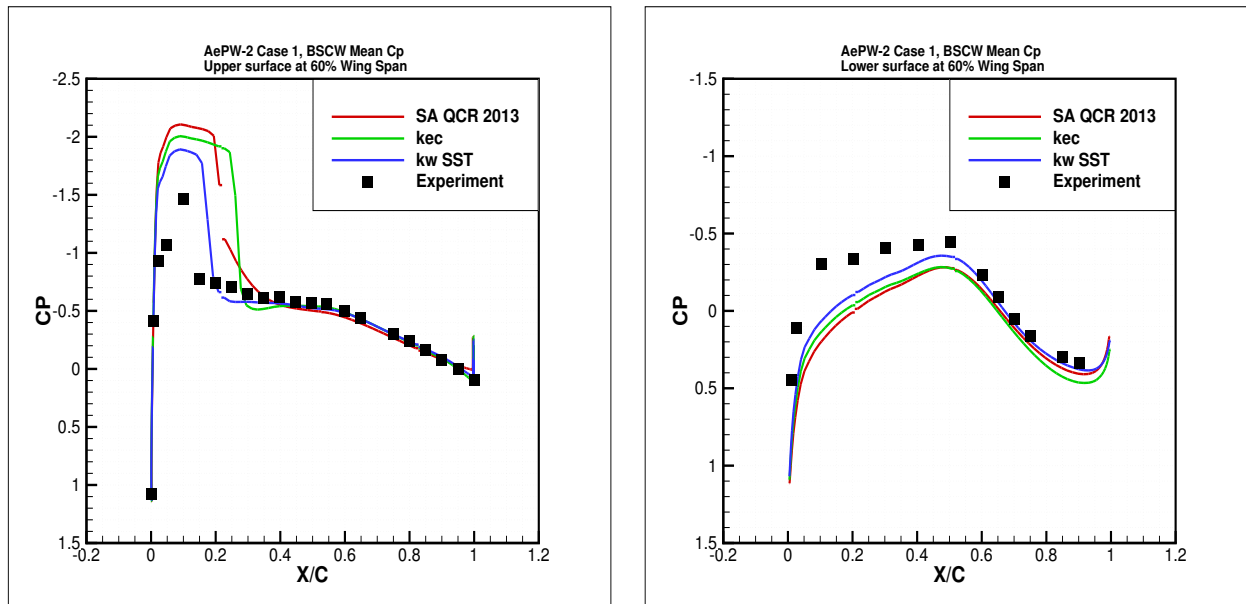 AePW-2 Case 1, BSCW Mean Cp
Upper surface at 60% Wing Span
-2.5
-2
-1.5
-1
-0.5
0
0.5
1
1.5
CP
SA QCR 2013
kec
kw SST
Experiment
-0.2
0
0.2
0.4
0.6
0.8
1
1.2
X/C
AePW-2 Case 1, BSCW Mean Cp
Lower surface at 60% Wing Span
-1.5
-1
-0.5
0
0.5
1
1.5
CP
SA QCR 2013
kec
kw SST
Experiment
-0.2
0
0.2
0.4
0.6
0.8
1
1.2
X/C